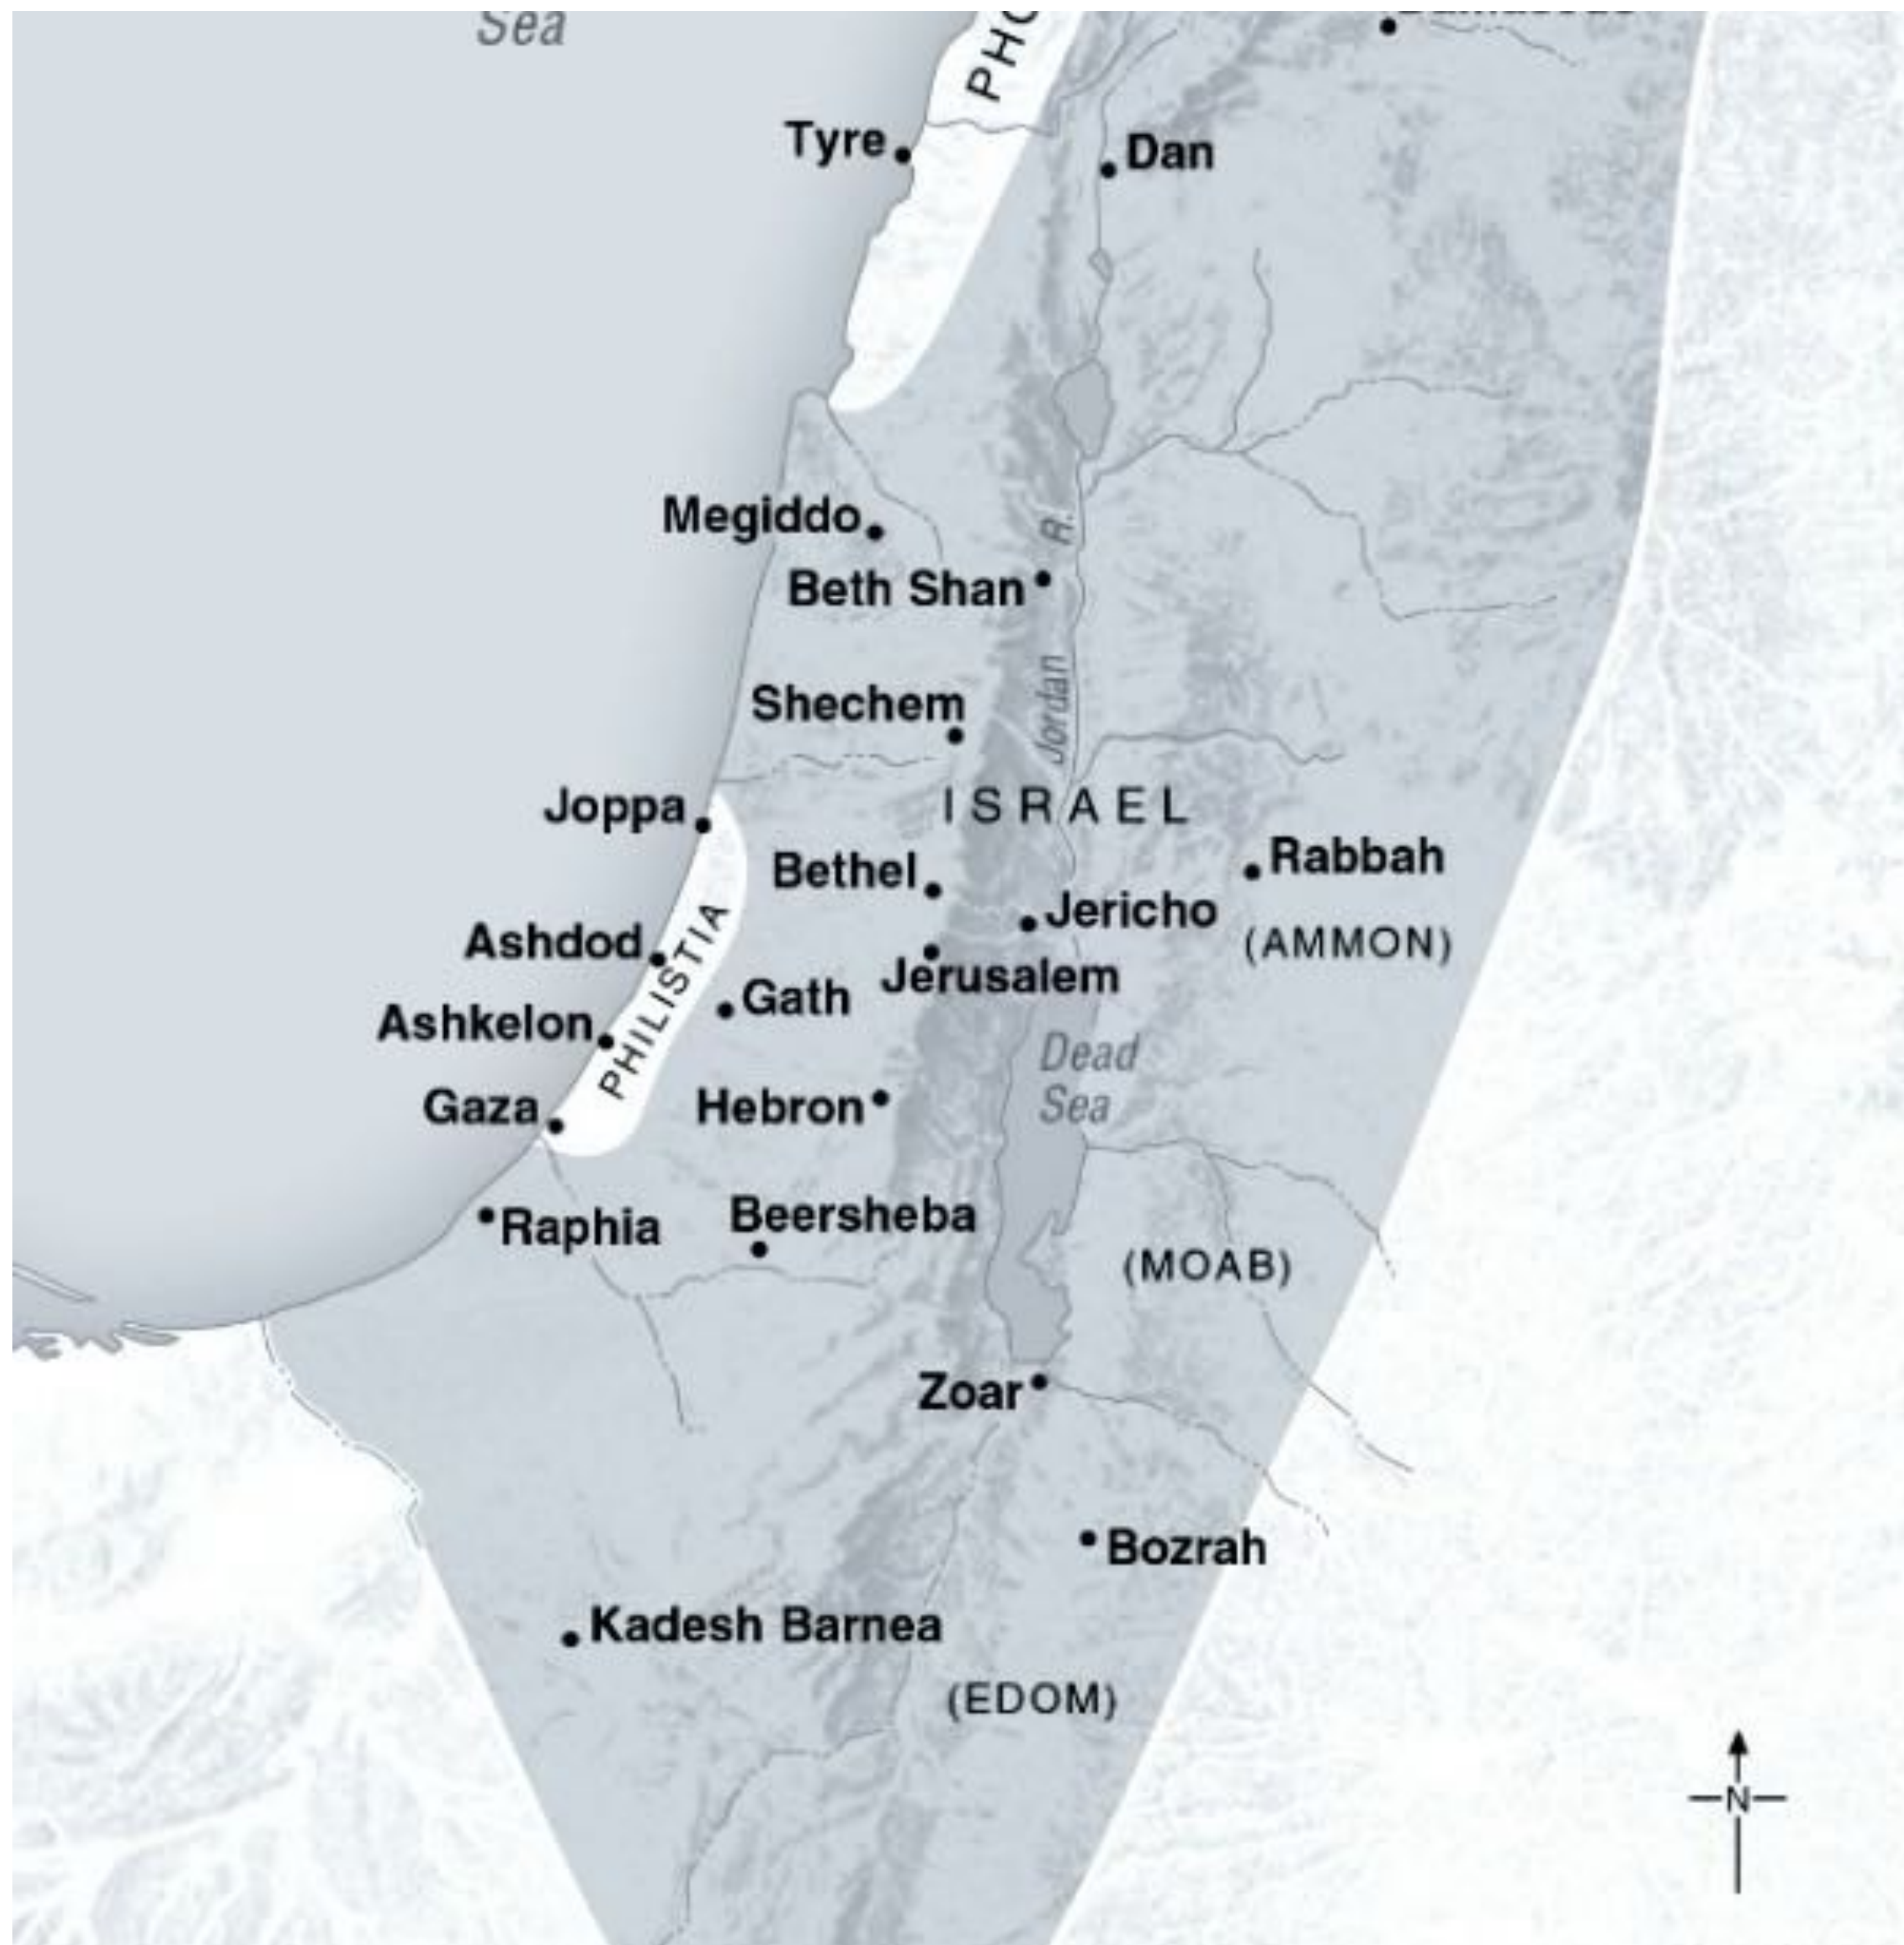 Sea
PHO
Tyre
Dan
Megiddo
Beth Shan
Jordan R.
Shechem
ISRAEL
Joppa
Bethel
Rabbah
Jericho
(AMMON)
Ashdod
PHILISTIA
Jerusalem
Gath
Ashkelon
Dead
Sea
Gaza
Hebron
Raphia
Beersheba
(MOAB)
Zoar
Bozrah
Kadesh Barnea
(EDOM)
N